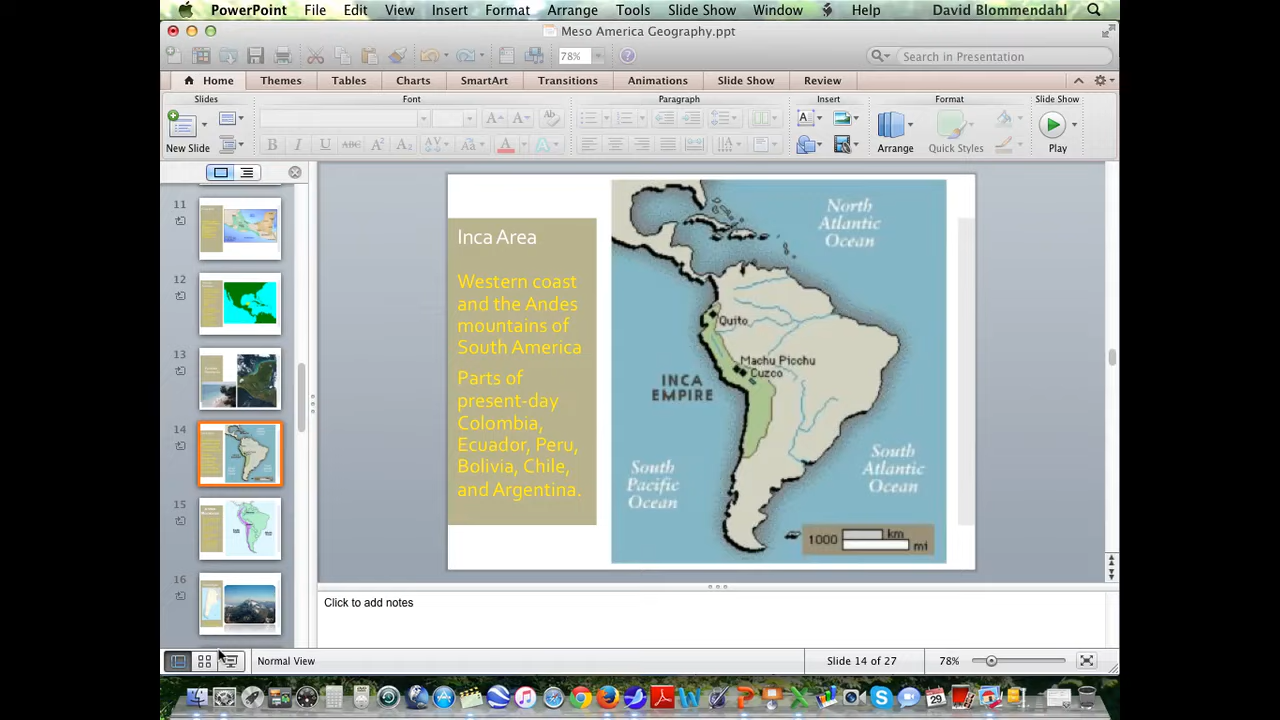 PowerPoint File Edit View Insert Format Arrange Tools Slide Show Window Help David Blommendahl
Meso America Geography.ppt
78% Search in Presentation
Home Themes Tables Charts SmartArt Transitions Animations Slide Show Review
Slides Font Paragraph Insert Format Slide Show
New Slide Arrange Quick Styles Play
11
12
13
14
15
16
Inca Area
Western coast
and the Andes
mountains of
South America
Parts of
present-day
Colombia,
Ecuador, Peru,
Bolivia, Chile,
and Argentina.
North
Atlantic
Ocean
Quito
Machu Picchu
Cuzco
INCA
EMPIRE
South
Pacific
Ocean
South
Atlantic
Ocean
1000 km
mi
Click to add notes
Normal View Slide 14 of 27 78%